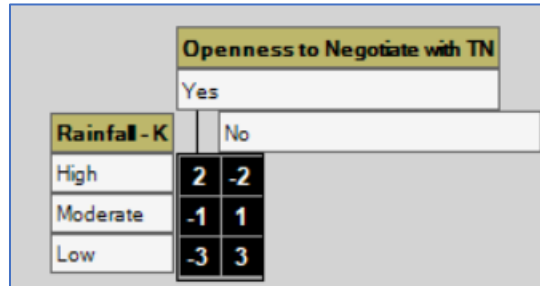 Openness to Negotiate with TN
Yes
Rainfall - K No
High 2 -2
Moderate -1 1
Low -3 3